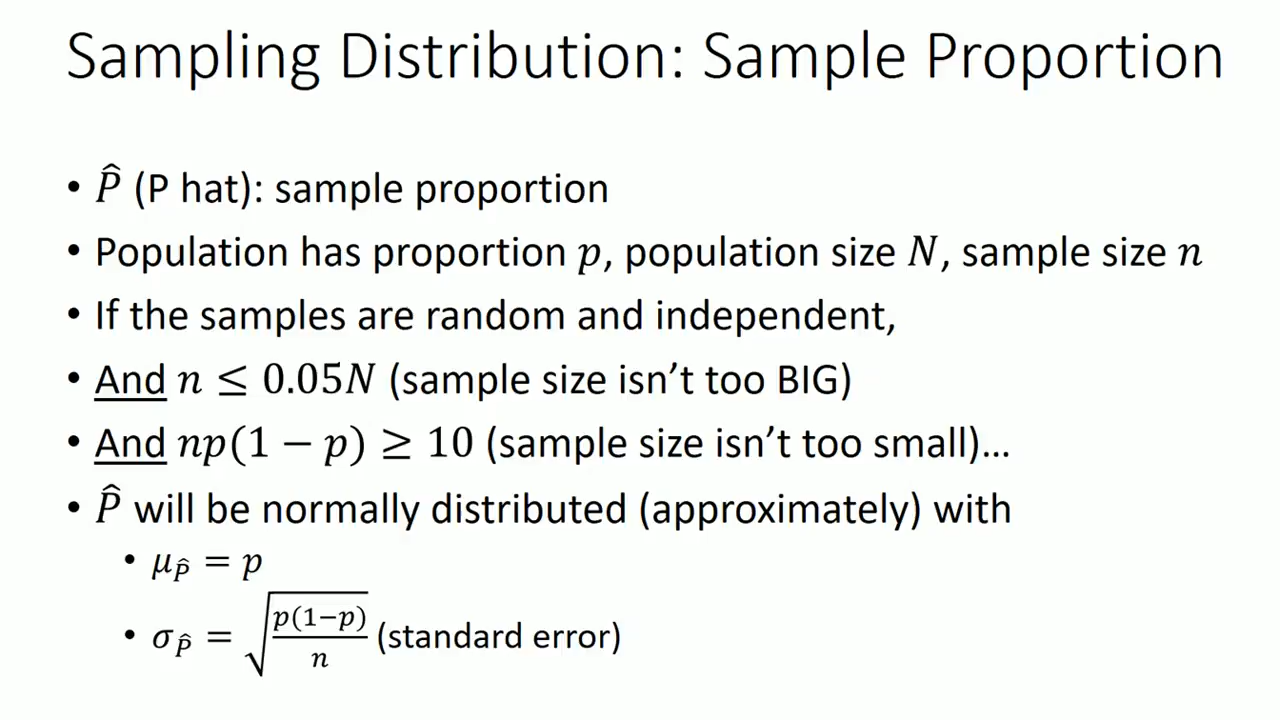 Sampling Distribution: Sample Proportion
• P̂ (P hat): sample proportion
• Population has proportion p, population size N, sample size n
• If the samples are random and independent,
• And n ≤ 0.05N (sample size isn’t too BIG)
• And np(1 − p) ≥ 10 (sample size isn’t too small)…
• P̂ will be normally distributed (approximately) with
• μ_P̂ = p
• σ_P̂ = √(p(1−p)/n) (standard error)